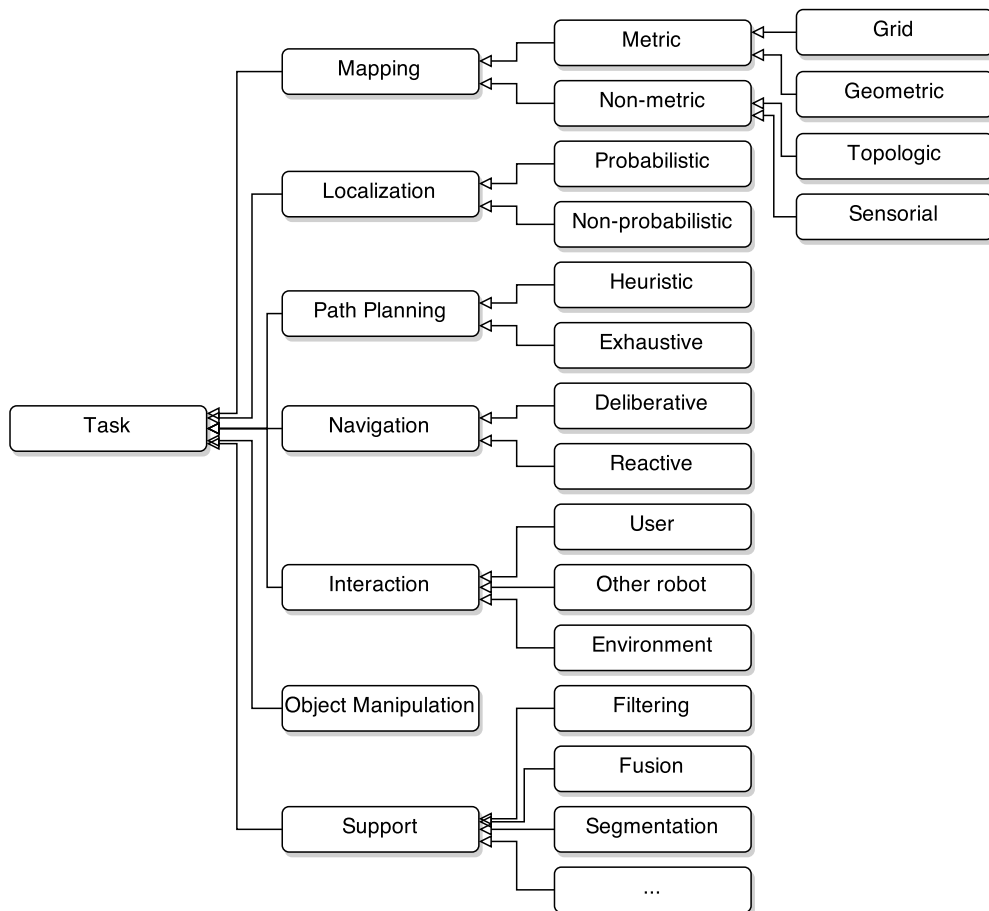 Task
Mapping
Metric
Grid
Geometric
Non-metric
Topologic
Sensorial
Localization
Probabilistic
Non-probabilistic
Path Planning
Heuristic
Exhaustive
Navigation
Deliberative
Reactive
Interaction
User
Other robot
Environment
Object Manipulation
Support
Filtering
Fusion
Segmentation
...